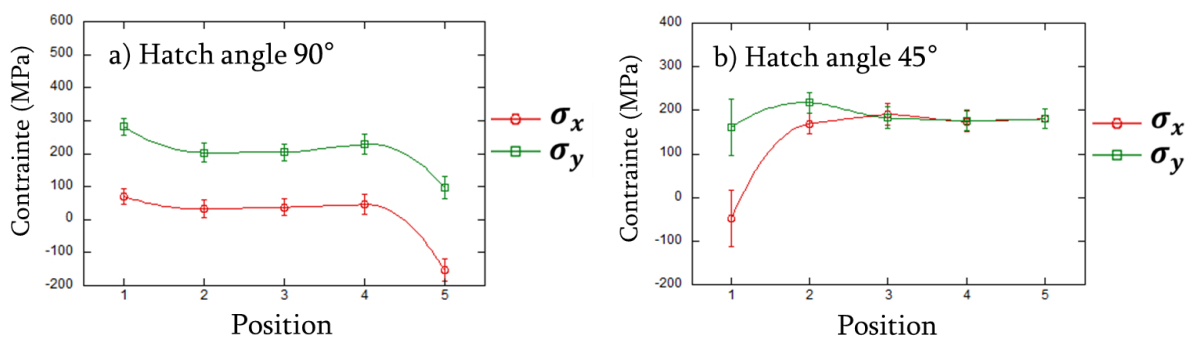 a) Hatch angle 90°
Contrainte (MPa)
600
500
400
300
200
100
0
-100
-200
1 2 3 4 5
Position
σx
σy
b) Hatch angle 45°
Contrainte (MPa)
400
300
200
100
0
-100
-200
1 2 3 4 5
Position
σx
σy